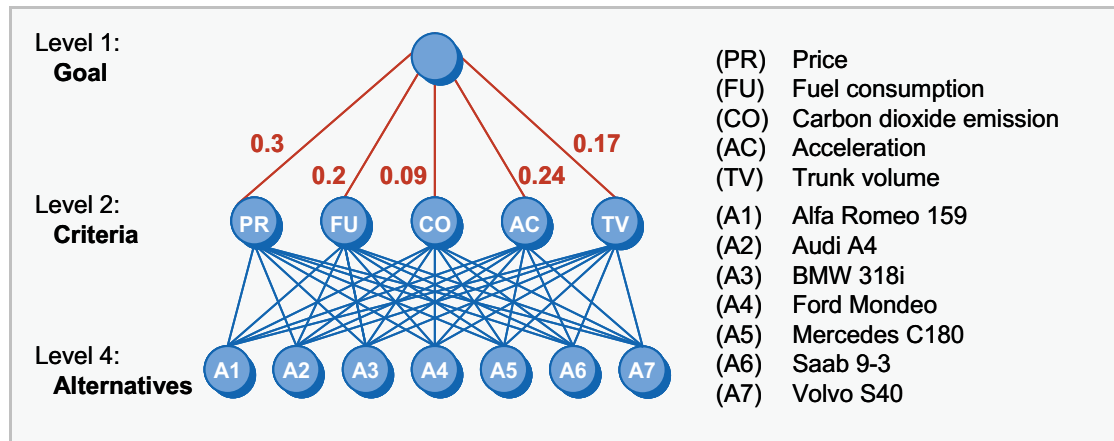 Level 1:
Goal
0.3
0.2
0.09
0.24
0.17
Level 2:
Criteria
PR
FU
CO
AC
TV
Level 4:
Alternatives
A1
A2
A3
A4
A5
A6
A7
(PR) Price
(FU) Fuel consumption
(CO) Carbon dioxide emission
(AC) Acceleration
(TV) Trunk volume
(A1) Alfa Romeo 159
(A2) Audi A4
(A3) BMW 318i
(A4) Ford Mondeo
(A5) Mercedes C180
(A6) Saab 9-3
(A7) Volvo S40